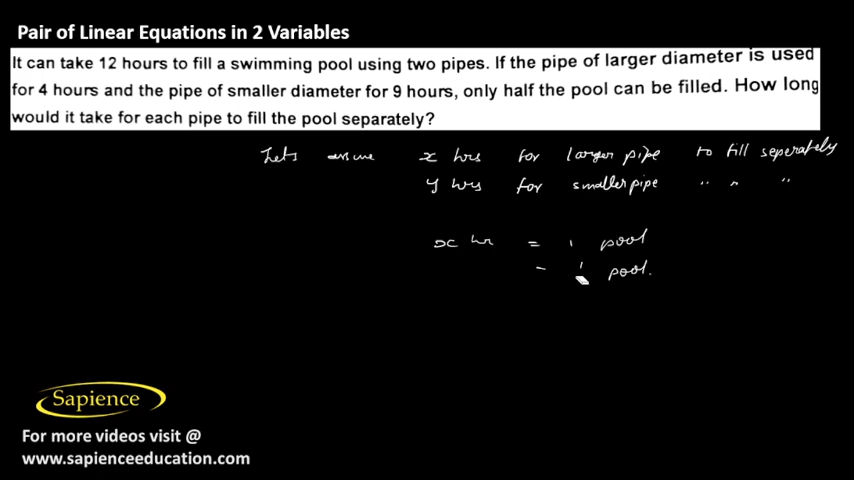 Pair of Linear Equations in 2 Variables
It can take 12 hours to fill a swimming pool using two pipes. If the pipe of larger diameter is used
for 4 hours and the pipe of smaller diameter for 9 hours, only half the pool can be filled. How long
would it take for each pipe to fill the pool separately?
Lets assume x hrs for larger pipe to fill seperately
y hrs for smaller pipe " " "
x hr = 1 pool
- 1 pool.
Sapience
For more videos visit @
www.sapienceeducation.com